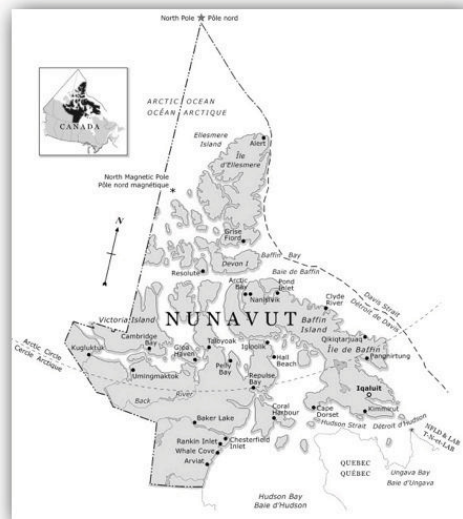 North Pole
Pôle nord
CANADA
ARCTIC OCEAN
OCÉAN ARCTIQUE
Ellesmere
Island
Alert
Île
d'Ellesmere
North Magnetic Pole
Pôle nord magnétique
N
Grise
Fiord
Devon I
Baffin Bay
Baie de Baffin
Resolute
Arctic
Bay
Nanisivik
Pond
Inlet
Clyde
River
Davis Strait
Détroit de Davis
Victoria Island
NUNAVUT
Baffin
Island
Île de Baffin
Qikiqtarjuaq
Pangnirtung
Arctic Circle
Cercle Arctique
Kugluktuk
Cambridge
Bay
Gjoa
Haven
Taloyoak
Igloolik
Hall
Beach
Umingmaktok
Pelly
Bay
Repulse
Bay
Iqaluit
Back River
Baker Lake
Coral
Harbour
Cape
Dorset
Kimmirut
Hudson Strait
Détroit d'Hudson
NFLD & LAB
T-N-et-LAB
Rankin Inlet
Chesterfield
Inlet
Whale Cove
Arviat
QUEBEC
QUÉBEC
Ungava Bay
Baie d'Ungava
Hudson Bay
Baie d'Hudson